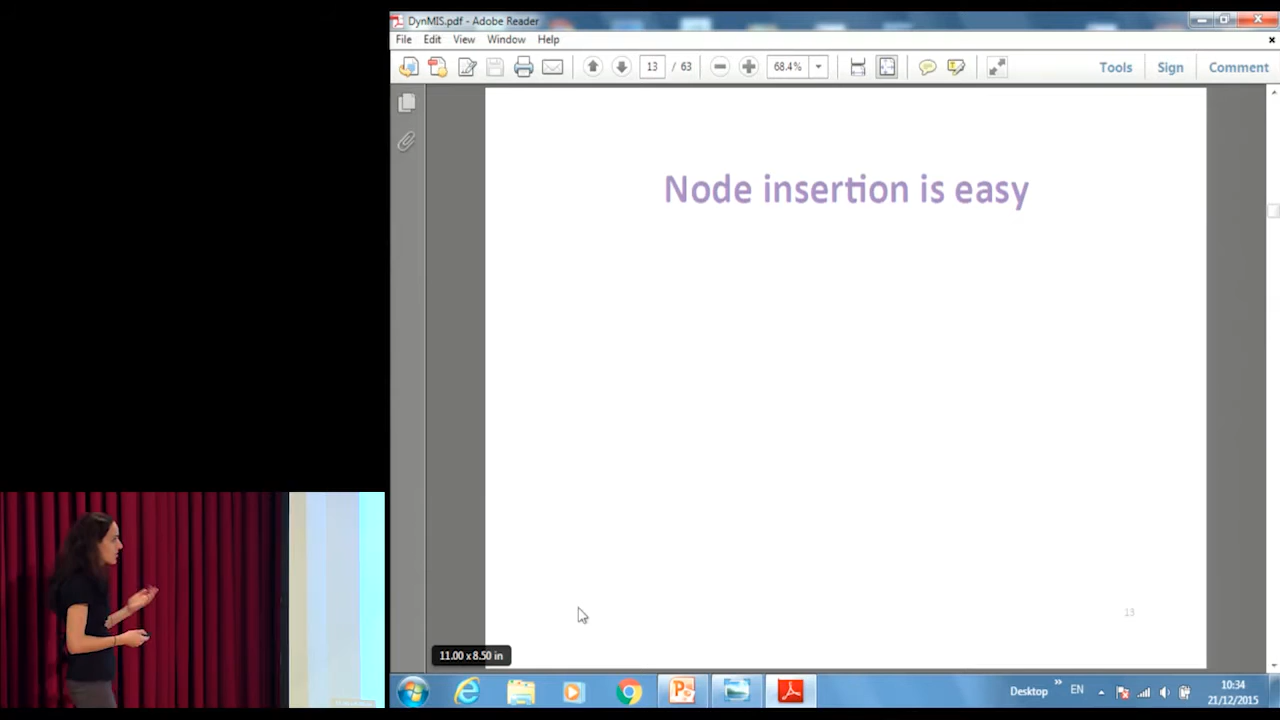 DynMIS.pdf - Adobe Reader
File Edit View Window Help
13 / 63 68.4% Tools Sign Comment
Node insertion is easy
13
11.00 x 8.50 in
Desktop EN 10:34
21/12/2015